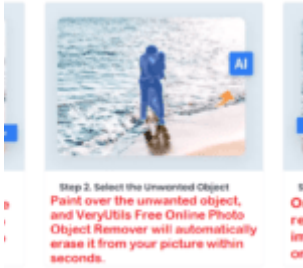 AI
Step 2. Select the Unwanted Object
Paint over the unwanted object,
and VeryUtils Free Online Photo
Object Remover will automatically
erase it from your picture within
seconds.